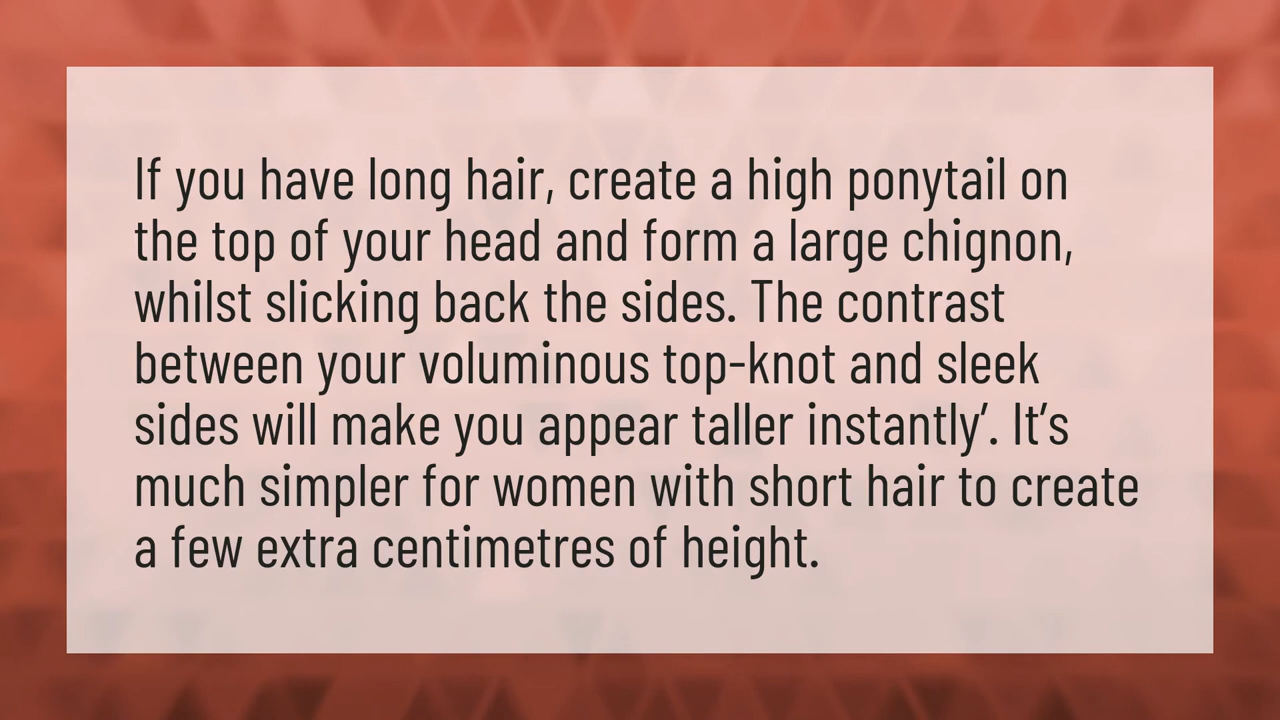 If you have long hair, create a high ponytail on
the top of your head and form a large chignon,
whilst slicking back the sides. The contrast
between your voluminous top-knot and sleek
sides will make you appear taller instantly’. It’s
much simpler for women with short hair to create
a few extra centimetres of height.